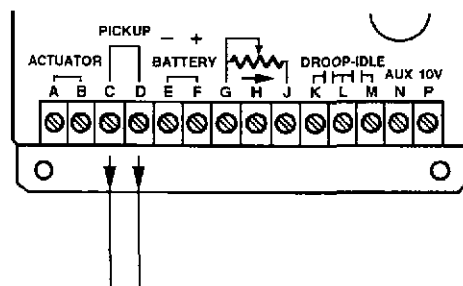 PICKUP − +
ACTUATOR BATTERY DROOP-IDLE AUX 10V
A B C D E F G H J K L M N P